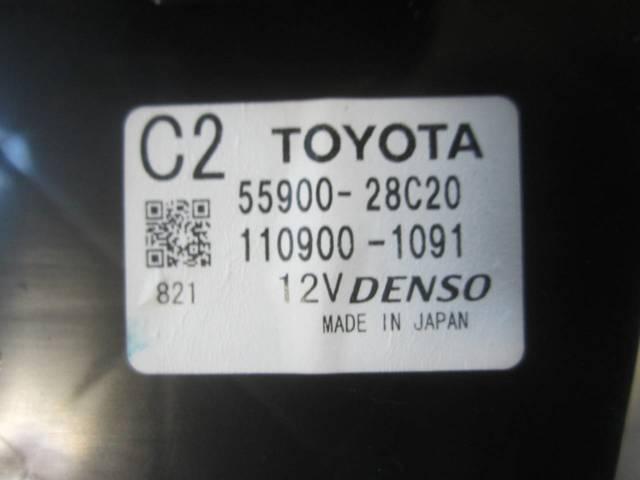 C2 TOYOTA
55900-28C20
110900-1091
821 12V DENSO
MADE IN JAPAN